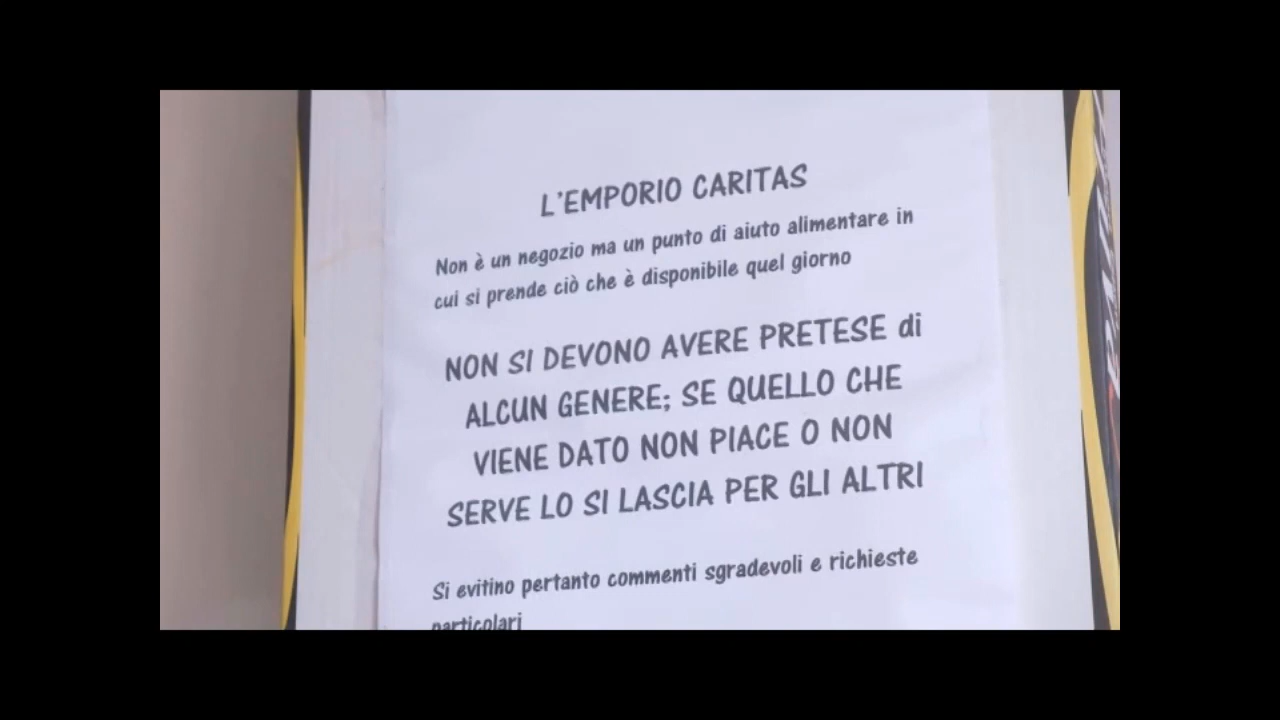 L'EMPORIO CARITAS
Non è un negozio ma un punto di aiuto alimentare in
cui si prende ciò che è disponibile quel giorno
NON SI DEVONO AVERE PRETESE di
ALCUN GENERE; SE QUELLO CHE
VIENE DATO NON PIACE O NON
SERVE LO SI LASCIA PER GLI ALTRI
Si evitino pertanto commenti sgradevoli e richieste
particolari